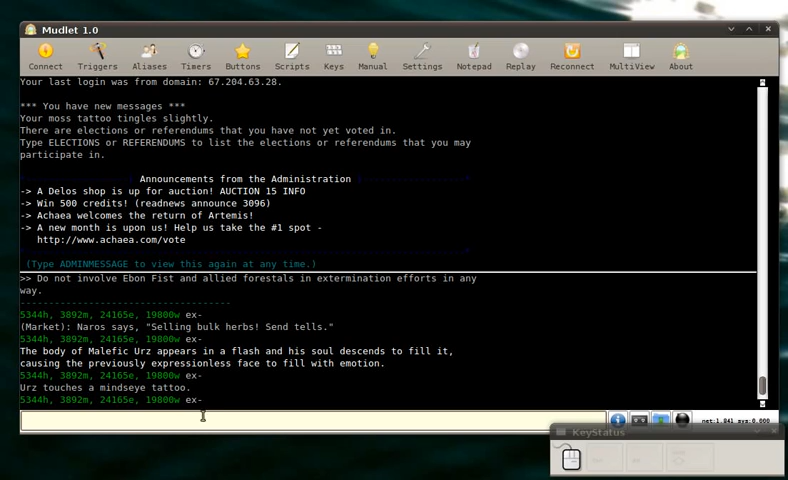 Mudlet 1.0
Connect Triggers Aliases Timers Buttons Scripts Keys Manual Settings Notepad Replay Reconnect MultiView About
Your last login was from domain: 67.204.63.28.
*** You have new messages ***
Your moss tattoo tingles slightly.
There are elections or referendums that you have not yet voted in.
Type ELECTIONS or REFERENDUMS to list the elections or referendums that you may
participate in.
Announcements from the Administration
-> A Delos shop is up for auction! AUCTION 15 INFO
-> Win 500 credits! (readnews announce 3096)
-> Achaea welcomes the return of Artemis!
-> A new month is upon us! Help us take the #1 spot -
http://www.achaea.com/vote
(Type ADMINMESSAGE to view this again at any time.)
>> Do not involve Ebon Fist and allied forestals in extermination efforts in any
way.
-----------------------------------
5344h, 3892m, 24165e, 19800w ex-
(Market): Naros says, "Selling bulk herbs! Send tells."
5344h, 3892m, 24165e, 19800w ex-
The body of Malefic Urz appears in a flash and his soul descends to fill it,
causing the previously expressionless face to fill with emotion.
5344h, 3892m, 24165e, 19800w ex-
Urz touches a mindseye tattoo.
5344h, 3892m, 24165e, 19800w ex-
net:1.841 sys:0.000
KeyStatus